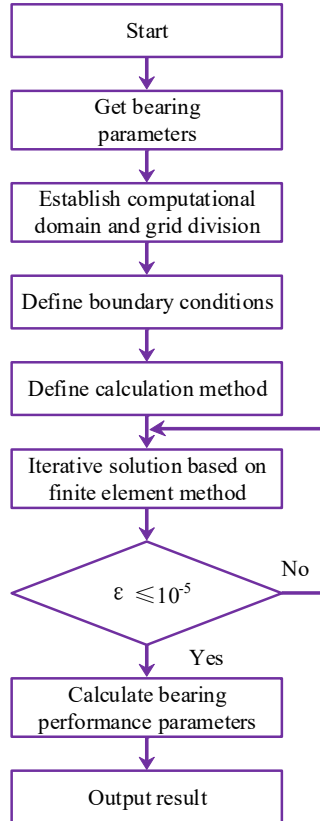 Start
Get bearing
parameters
Establish computational
domain and grid division
Define boundary conditions
Define calculation method
Iterative solution based on
finite element method
ε ≤10⁻⁵
No
Yes
Calculate bearing
performance parameters
Output result